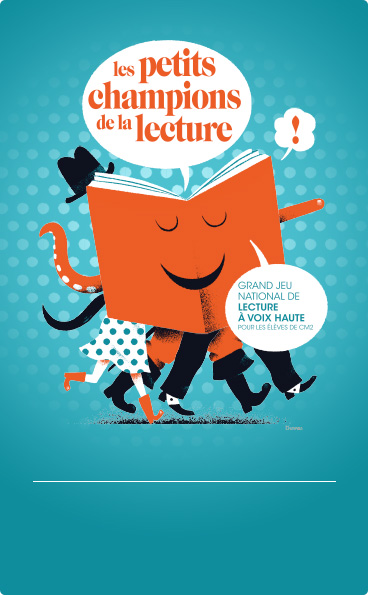 les petits
champions
de la lecture
!
GRAND JEU
NATIONAL DE
LECTURE
À VOIX HAUTE
POUR LES ÉLÈVES DE CM2